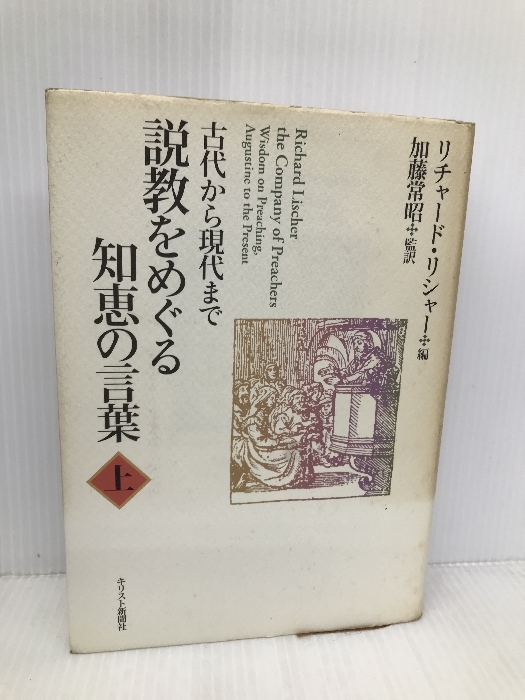 リチャード・リシャー✣編
加藤常昭✣監訳
Richard Lischer
the Company of Preachers
Wisdom on Preaching,
Augustine to the Present
古代から現代まで
説教をめぐる
知恵の言葉
上
キリスト新聞社